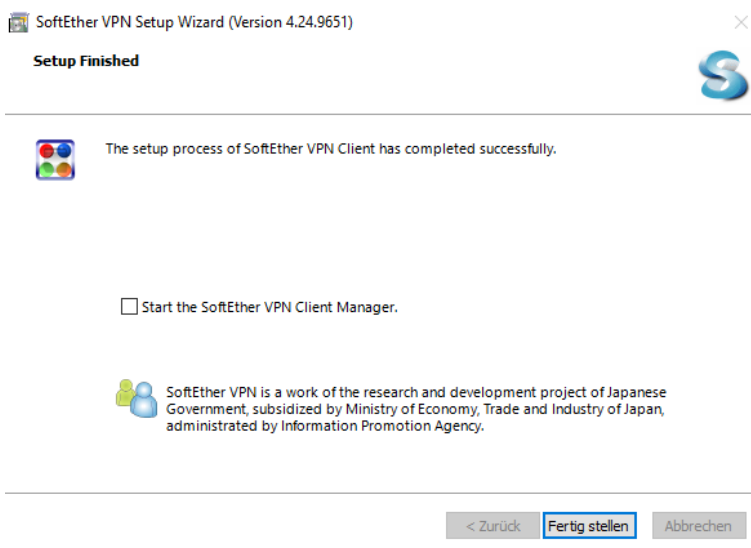 SoftEther VPN Setup Wizard (Version 4.24.9651)
Setup Finished
The setup process of SoftEther VPN Client has completed successfully.
Start the SoftEther VPN Client Manager.
SoftEther VPN is a work of the research and development project of Japanese
Government, subsidized by Ministry of Economy, Trade and Industry of Japan,
administrated by Information Promotion Agency.
< Zurück
Fertig stellen
Abbrechen